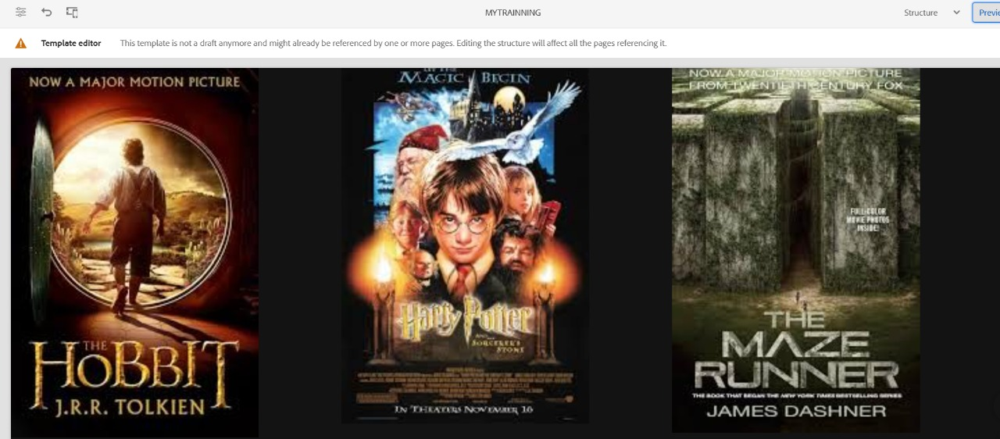 MYTRAINNING
Structure
Previe
Template editor
This template is not a draft anymore and might already be referenced by one or more pages. Editing the structure will affect all the pages referencing it.
NOW A MAJOR MOTION PICTURE
THE
HOBBIT
J.R.R. TOLKIEN
LET THE
MAGIC BEGIN
Harry Potter
AND THE
SORCERER'S
STONE
IN THEATERS NOVEMBER 16
NOW A MAJOR MOTION PICTURE
FROM TWENTIETH CENTURY FOX
FULL-COLOR
MOVIE PHOTOS
INSIDE!
THE
MAZE
RUNNER
THE BOOK THAT BEGAN THE NEW YORK TIMES BESTSELLING SERIES
JAMES DASHNER